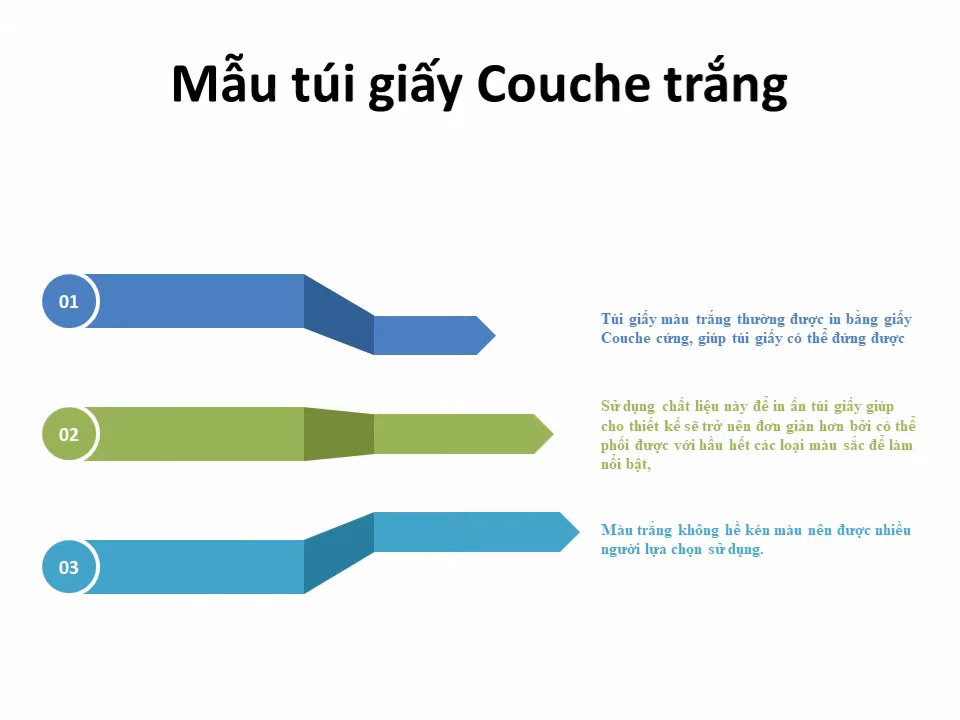 Mẫu túi giấy Couche trắng
01
Túi giấy màu trắng thường được in bằng giấy
Couche cứng, giúp túi giấy có thể đứng được
02
Sử dụng chất liệu này để in ấn túi giấy giúp
cho thiết kế sẽ trở nên đơn giản hơn bởi có thể
phối được với hầu hết các loại màu sắc để làm
nổi bật,
03
Màu trắng không hề kén màu nên được nhiều
người lựa chọn sử dụng.